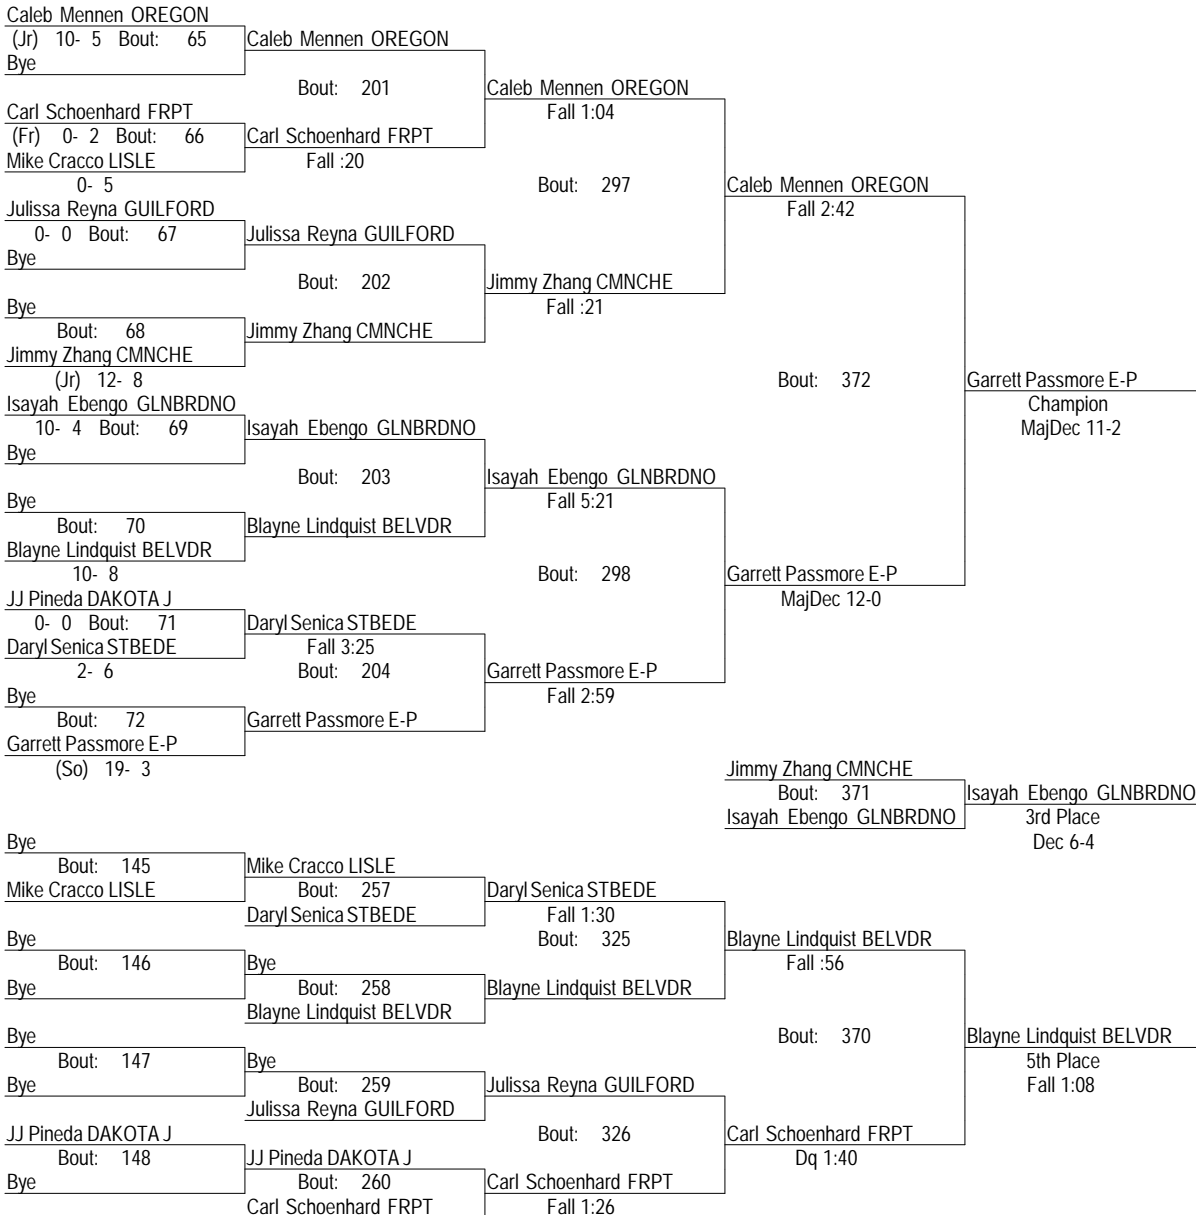 Caleb Mennen OREGON
(Jr) 10- 5 Bout: 65 Caleb Mennen OREGON
Bye
Bout: 201 Caleb Mennen OREGON
Carl Schoenhard FRPT Fall 1:04
(Fr) 0- 2 Bout: 66 Carl Schoenhard FRPT
Mike Cracco LISLE Fall :20
0- 5 Bout: 297 Caleb Mennen OREGON
Julissa Reyna GUILFORD Fall 2:42
0- 0 Bout: 67 Julissa Reyna GUILFORD
Bye
Bout: 202 Jimmy Zhang CMNCHE
Bye Fall :21
Bout: 68 Jimmy Zhang CMNCHE
Jimmy Zhang CMNCHE
(Jr) 12- 8 Bout: 372 Garrett Passmore E-P
Isayah Ebengo GLNBRDNO Champion
10- 4 Bout: 69 Isayah Ebengo GLNBRDNO MajDec 11-2
Bye
Bout: 203 Isayah Ebengo GLNBRDNO
Bye Fall 5:21
Bout: 70 Blayne Lindquist BELVDR
Blayne Lindquist BELVDR
10- 8 Bout: 298 Garrett Passmore E-P
JJ Pineda DAKOTA J MajDec 12-0
0- 0 Bout: 71 Daryl Senica STBEDE
Daryl Senica STBEDE Fall 3:25
2- 6 Bout: 204 Garrett Passmore E-P
Bye Fall 2:59
Bout: 72 Garrett Passmore E-P
Garrett Passmore E-P
(So) 19- 3 Jimmy Zhang CMNCHE
Bout: 371 Isayah Ebengo GLNBRDNO
Isayah Ebengo GLNBRDNO 3rd Place
Bye Dec 6-4
Bout: 145 Mike Cracco LISLE
Mike Cracco LISLE Bout: 257 Daryl Senica STBEDE
Daryl Senica STBEDE Fall 1:30
Bye Bout: 325 Blayne Lindquist BELVDR
Bout: 146 Bye Fall :56
Bye Bout: 258 Blayne Lindquist BELVDR
Blayne Lindquist BELVDR
Bye Bout: 370 Blayne Lindquist BELVDR
Bout: 147 Bye 5th Place
Bye Bout: 259 Julissa Reyna GUILFORD Fall 1:08
Julissa Reyna GUILFORD
JJ Pineda DAKOTA J Bout: 326 Carl Schoenhard FRPT
Bout: 148 JJ Pineda DAKOTA J Dq 1:40
Bye Bout: 260 Carl Schoenhard FRPT
Carl Schoenhard FRPT Fall 1:26